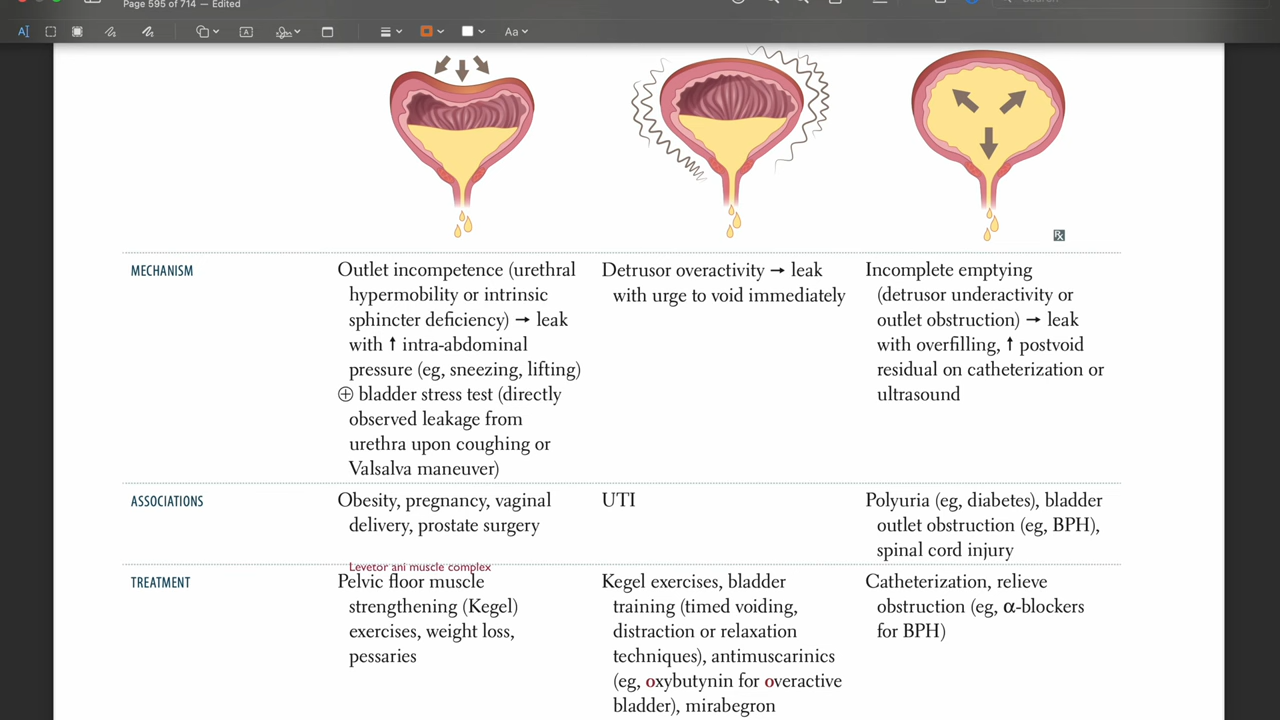 Page 595 of 714 — Edited
Search
A
Aa
Rx
MECHANISM
Outlet incompetence (urethral
hypermobility or intrinsic
sphincter deficiency) → leak
with ↑ intra-abdominal
pressure (eg, sneezing, lifting)
⊕ bladder stress test (directly
observed leakage from
urethra upon coughing or
Valsalva maneuver)
Detrusor overactivity → leak
with urge to void immediately
Incomplete emptying
(detrusor underactivity or
outlet obstruction) → leak
with overfilling, ↑ postvoid
residual on catheterization or
ultrasound
ASSOCIATIONS
Obesity, pregnancy, vaginal
delivery, prostate surgery
UTI
Polyuria (eg, diabetes), bladder
outlet obstruction (eg, BPH),
spinal cord injury
Levetor ani muscle complex
TREATMENT
Pelvic floor muscle
strengthening (Kegel)
exercises, weight loss,
pessaries
Kegel exercises, bladder
training (timed voiding,
distraction or relaxation
techniques), antimuscarinics
(eg, oxybutynin for overactive
bladder), mirabegron
Catheterization, relieve
obstruction (eg, α-blockers
for BPH)